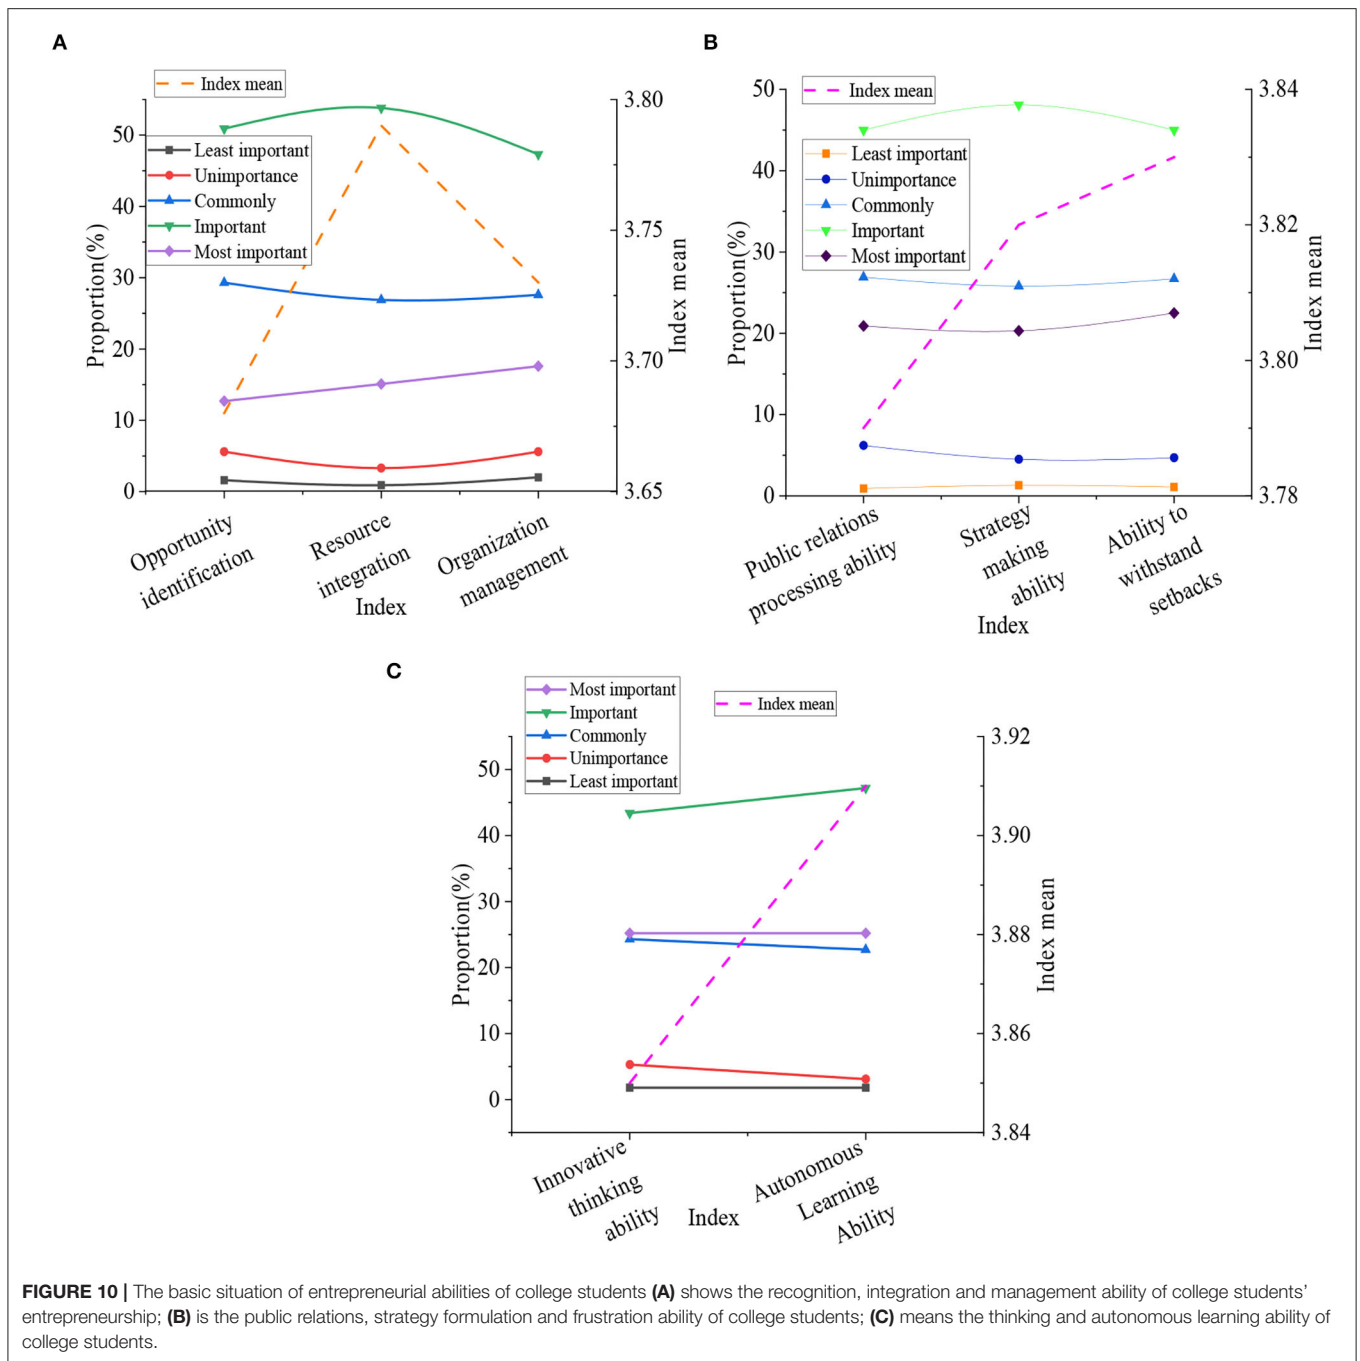 A
Index mean
Least important
Unimportance
Commonly
Important
Most important
Proportion(%)
50
40
30
20
10
0
3.80
3.75
3.70
3.65
Index mean
Opportunity
identification
Resource
integration
Organization
management
Index
B
Index mean
Least important
Unimportance
Commonly
Important
Most important
Proportion(%)
50
40
30
20
10
0
3.84
3.82
3.80
3.78
Index mean
Public relations
processing ability
Strategy
making
ability
Ability to
withstand
setbacks
Index
C
Most important
Important
Commonly
Unimportance
Least important
Index mean
Proportion(%)
50
40
30
20
10
0
3.92
3.90
3.88
3.86
3.84
Index mean
Innovative
thinking
ability
Autonomous
Learning
Ability
Index
FIGURE 10 | The basic situation of entrepreneurial abilities of college students (A) shows the recognition, integration and management ability of college students’
entrepreneurship; (B) is the public relations, strategy formulation and frustration ability of college students; (C) means the thinking and autonomous learning ability of
college students.